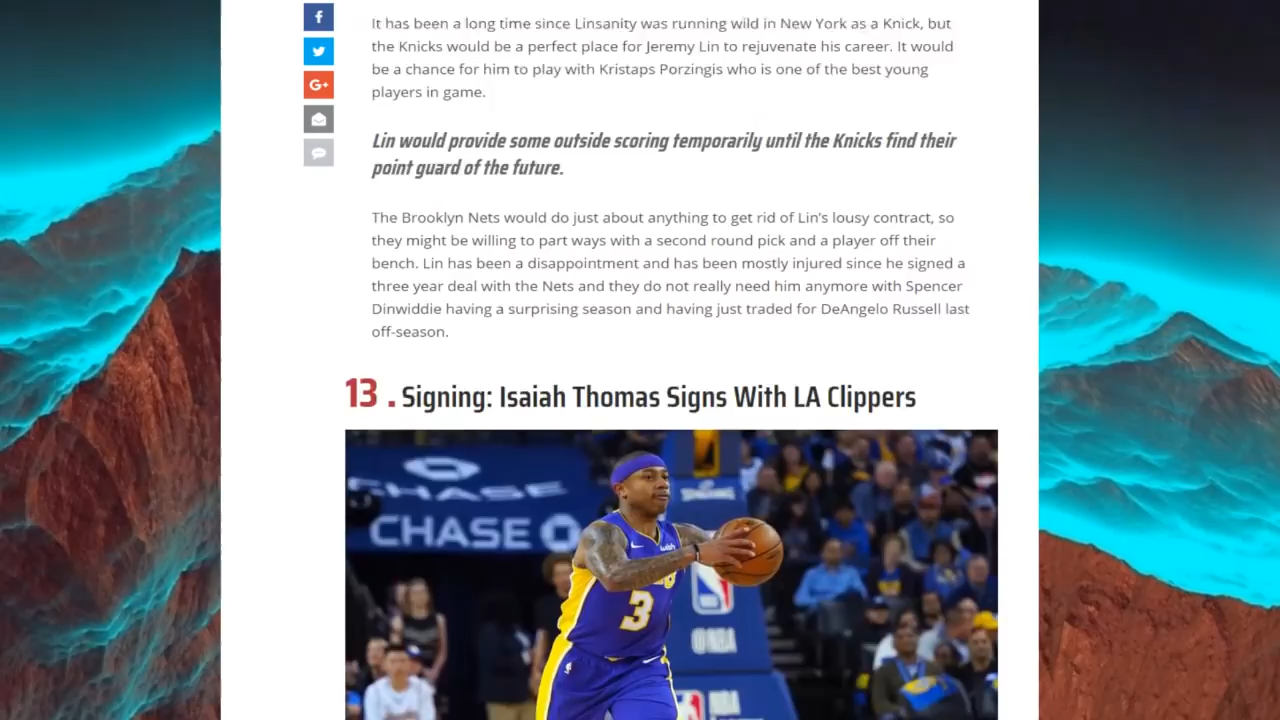 It has been a long time since Linsanity was running wild in New York as a Knick, but
the Knicks would be a perfect place for Jeremy Lin to rejuvenate his career. It would
be a chance for him to play with Kristaps Porzingis who is one of the best young
players in game.
Lin would provide some outside scoring temporarily until the Knicks find their
point guard of the future.
The Brooklyn Nets would do just about anything to get rid of Lin's lousy contract, so
they might be willing to part ways with a second round pick and a player off their
bench. Lin has been a disappointment and has been mostly injured since he signed a
three year deal with the Nets and they do not really need him anymore with Spencer
Dinwiddie having a surprising season and having just traded for DeAngelo Russell last
off-season.
13 . Signing: Isaiah Thomas Signs With LA Clippers
CHASE
CHASE
SPALDING
wish
3
NBA
@NBA
NBA
f
G+